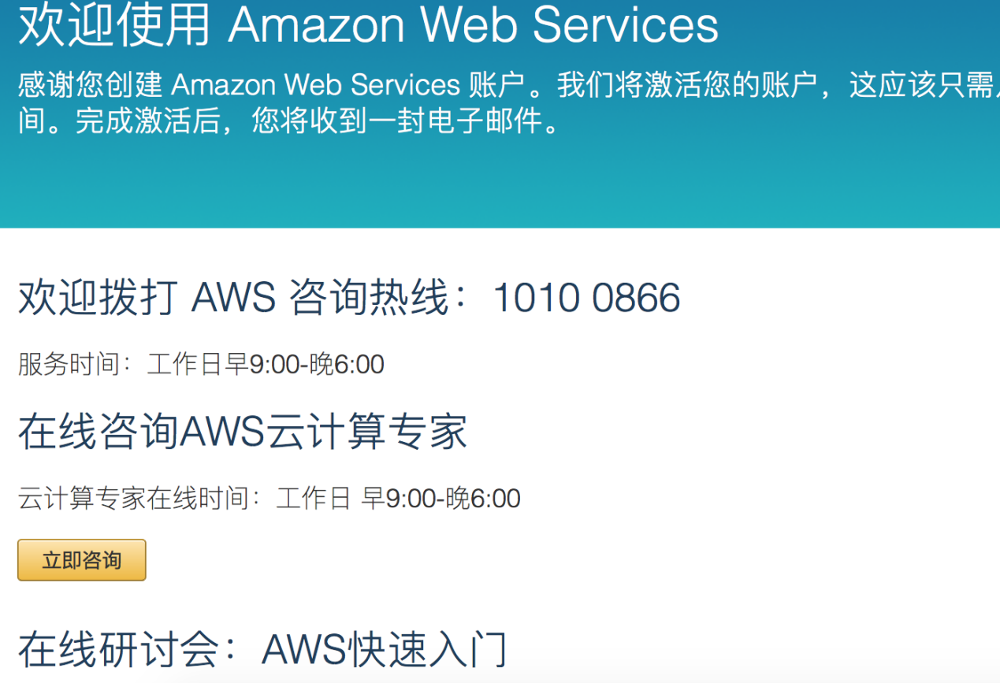 欢迎使用 Amazon Web Services
感谢您创建 Amazon Web Services 账户。我们将激活您的账户，这应该只需
间。完成激活后，您将收到一封电子邮件。
欢迎拨打 AWS 咨询热线：1010 0866
服务时间：工作日早9:00-晚6:00
在线咨询AWS云计算专家
云计算专家在线时间：工作日 早9:00-晚6:00
立即咨询
在线研讨会：AWS快速入门